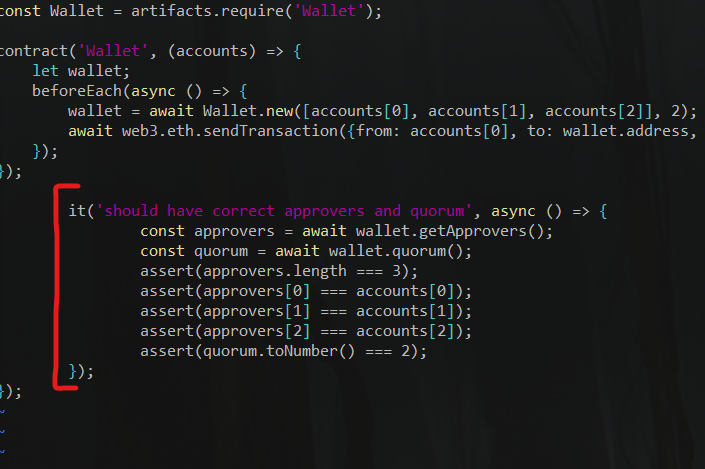 const Wallet = artifacts.require('Wallet');
contract('Wallet', (accounts) => {
let wallet;
beforeEach(async () => {
wallet = await Wallet.new([accounts[0], accounts[1], accounts[2]], 2);
await web3.eth.sendTransaction({from: accounts[0], to: wallet.address,
});
});
it('should have correct approvers and quorum', async () => {
const approvers = await wallet.getApprovers();
const quorum = await wallet.quorum();
assert(approvers.length === 3);
assert(approvers[0] === accounts[0]);
assert(approvers[1] === accounts[1]);
assert(approvers[2] === accounts[2]);
assert(quorum.toNumber() === 2);
});
});
~
~
~